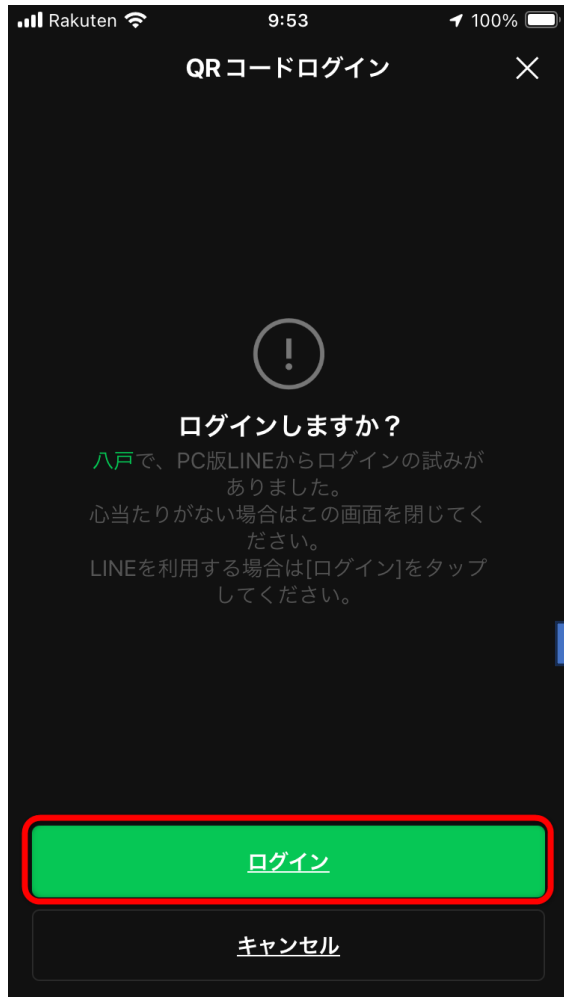 Rakuten 9:53 100%
QRコードログイン
ログインしますか？
八戸で、PC版LINEからログインの試みが
ありました。
心当たりがない場合はこの画面を閉じてく
ださい。
LINEを利用する場合は[ログイン]をタップ
してください。
ログイン
キャンセル